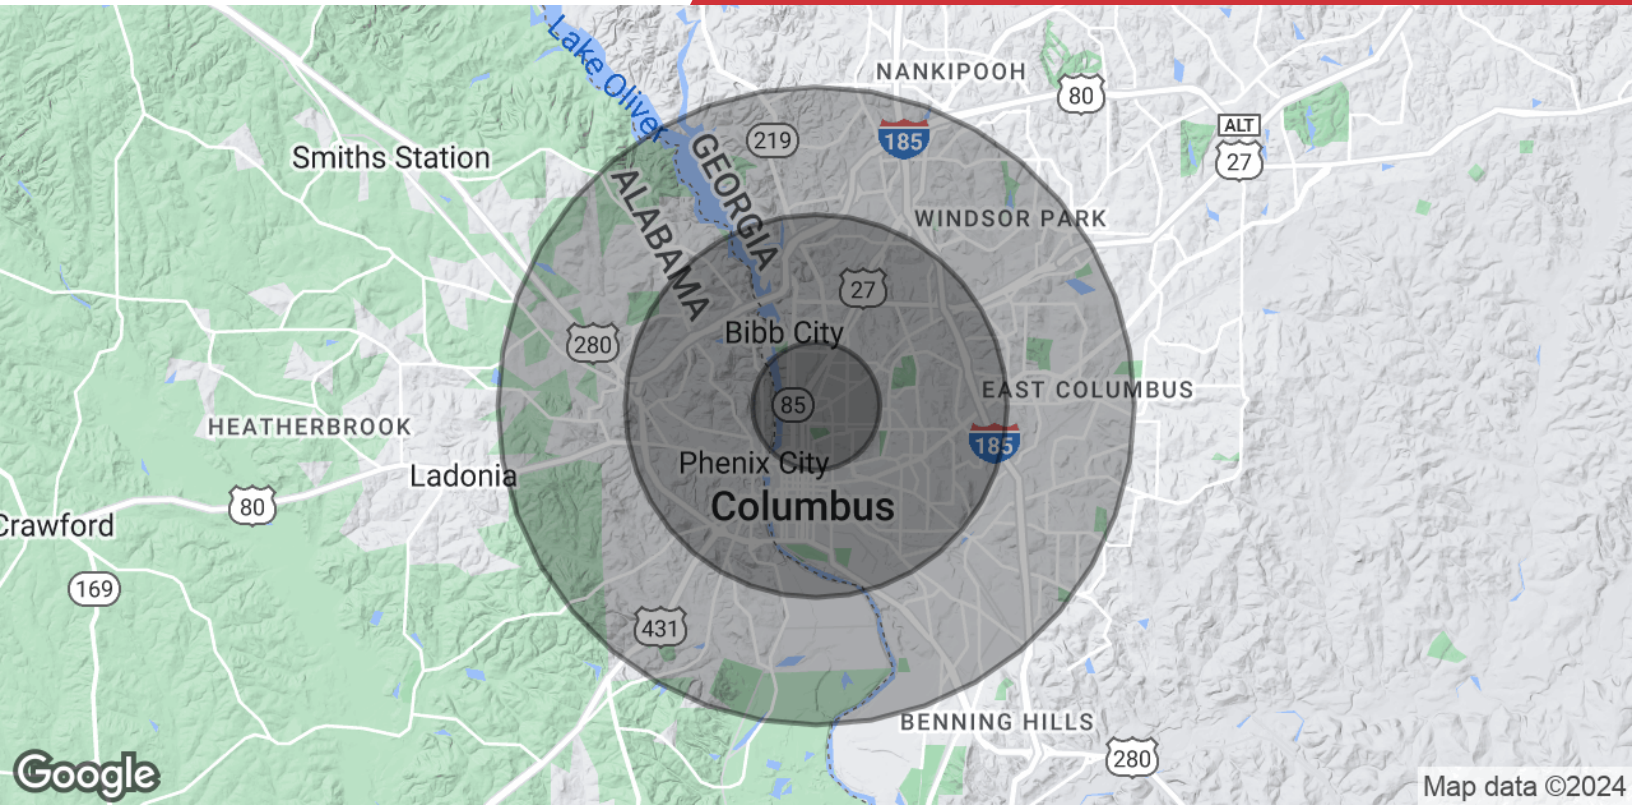 Lake Oliver
NANKIPOOH
80
ALT
27
219
185
Smiths Station
GEORGIA
ALABAMA
WINDSOR PARK
27
280
Bibb City
EAST COLUMBUS
85
HEATHERBROOK
185
Phenix City
Ladonia
Columbus
80
Crawford
169
431
BENNING HILLS
280
Google
Map data ©2024